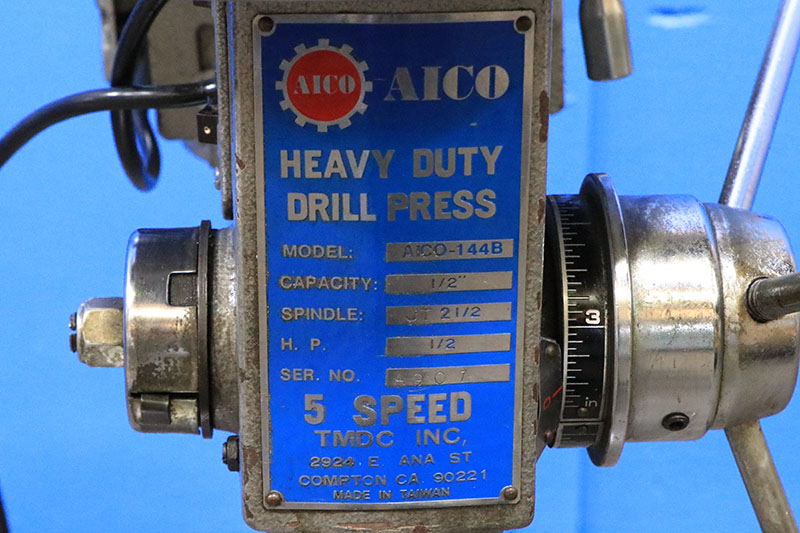 AICO AICO
HEAVY DUTY
DRILL PRESS
MODEL: AICO-144B
CAPACITY: 1/2"
SPINDLE: JT 2 1/2
H. P. 1/2
SER. NO.
5 SPEED
TMDC INC,
2924 E ANA ST
COMPTON CA. 90221
MADE IN TAIWAN
3
0
in